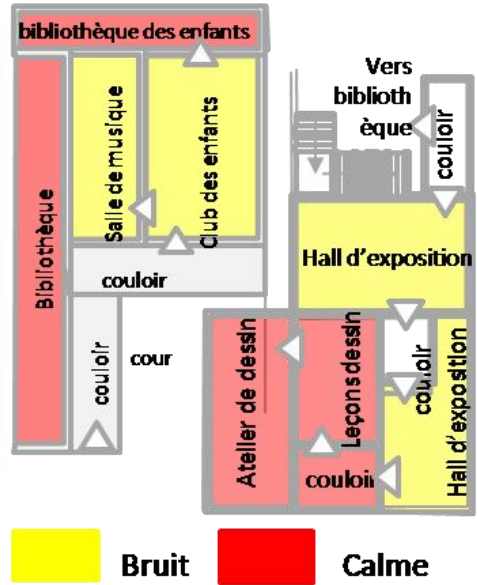 bibliothèque des enfants
Bibliothèque
Salle de musique
Club des enfants
couloir
couloir
cour
Vers
biblioth
èque
couloir
Hall d'exposition
Atelier de dessin
Leçons dessin
couloir
Hall d'exposition
couloir
Bruit
Calme